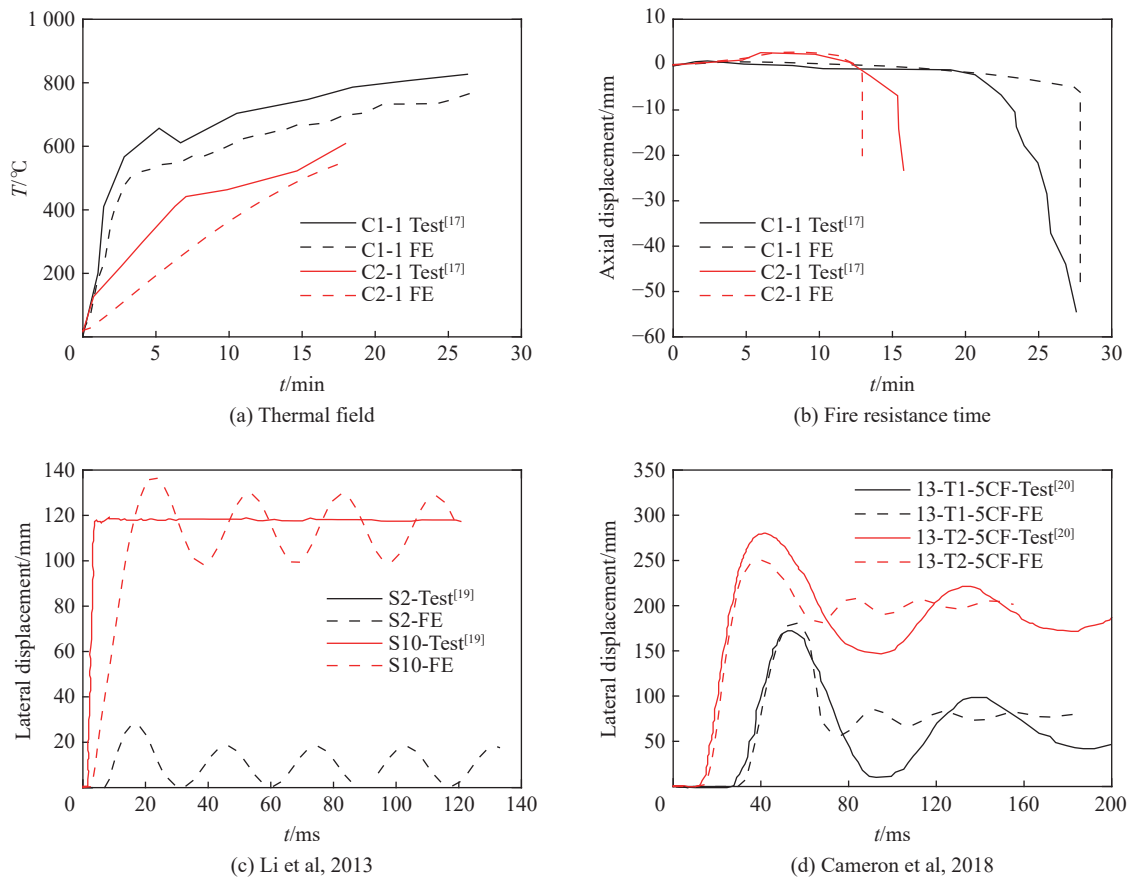 1 000
800
600
400
200
0
T/℃
5
10
15
20
25
30
t/min
C1-1 Test[17]
C1-1 FE
C2-1 Test[17]
C2-1 FE
(a) Thermal field
10
0
−10
−20
−30
−40
−50
−60
Axial displacement/mm
0
5
10
15
20
25
30
t/min
C1-1 Test[17]
C1-1 FE
C2-1 Test[17]
C2-1 FE
(b) Fire resistance time
140
120
100
80
60
40
20
0
Lateral displacement/mm
20
40
60
80
100
120
140
t/ms
S2-Test[19]
S2-FE
S10-Test[19]
S10-FE
(c) Li et al, 2013
350
300
250
200
150
100
50
0
Lateral displacement/mm
40
80
120
160
200
t/ms
13-T1-5CF-Test[20]
13-T1-5CF-FE
13-T2-5CF-Test[20]
13-T2-5CF-FE
(d) Cameron et al, 2018